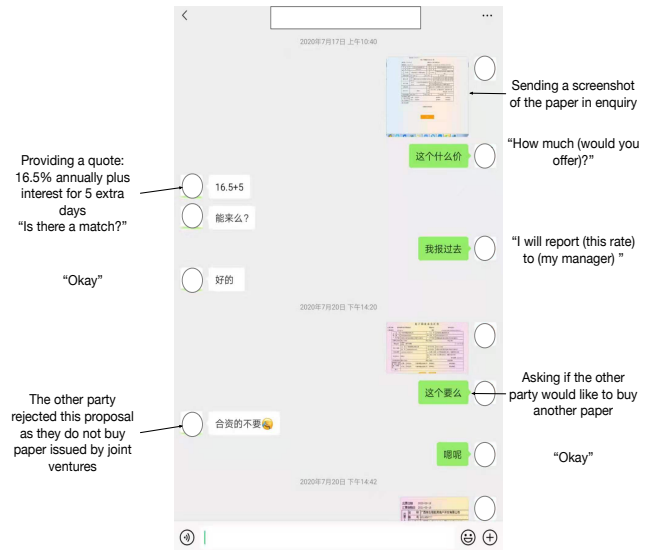 2020年7月17日 上午10:40
Sending a screenshot
of the paper in enquiry
这个什么价
“How much (would you
offer)?”
Providing a quote:
16.5% annually plus
interest for 5 extra
days
“Is there a match?”
16.5+5
能来么?
我报过去
“I will report (this rate)
to (my manager) ”
“Okay”
好的
2020年7月20日 下午14:20
这个要么
Asking if the other
party would like to buy
another paper
The other party
rejected this proposal
as they do not buy
paper issued by joint
ventures
合资的不要
嗯呢
“Okay”
2020年7月20日 下午14:42